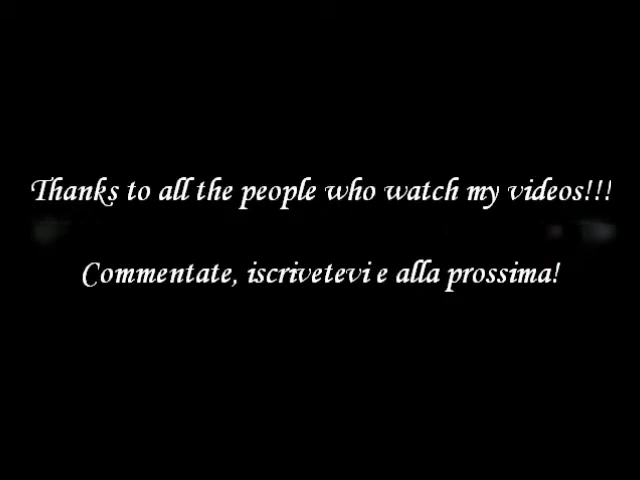 Thanks to all the people who watch my videos!!!
Commentate, iscrivetevi e alla prossima!